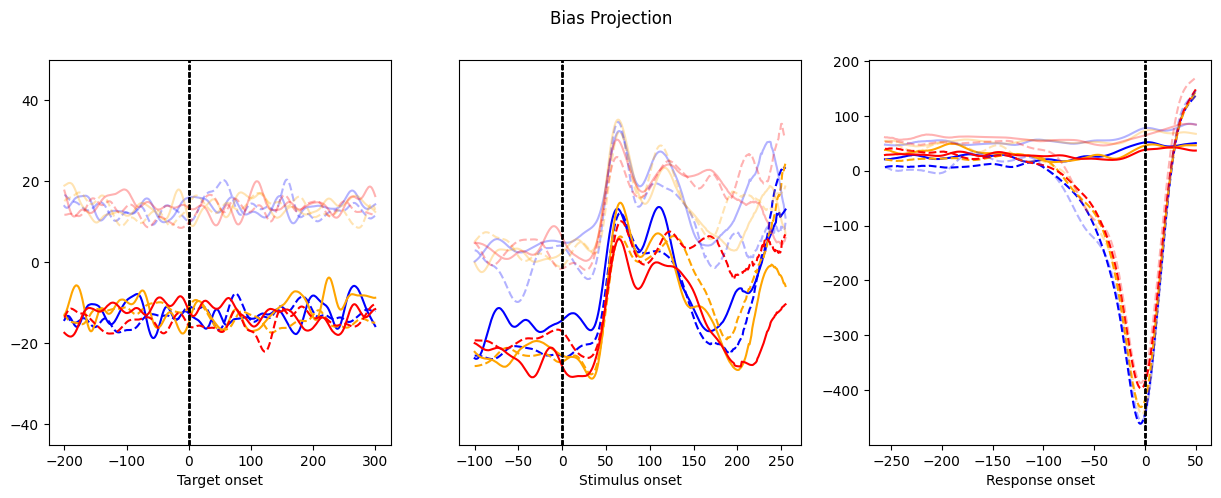 Bias Projection
40
20
0
−20
−40
−200 −100 0 100 200 300
Target onset
−100 −50 0 50 100 150 200 250
Stimulus onset
200
100
0
−100
−200
−300
−400
−250 −200 −150 −100 −50 0 50
Response onset